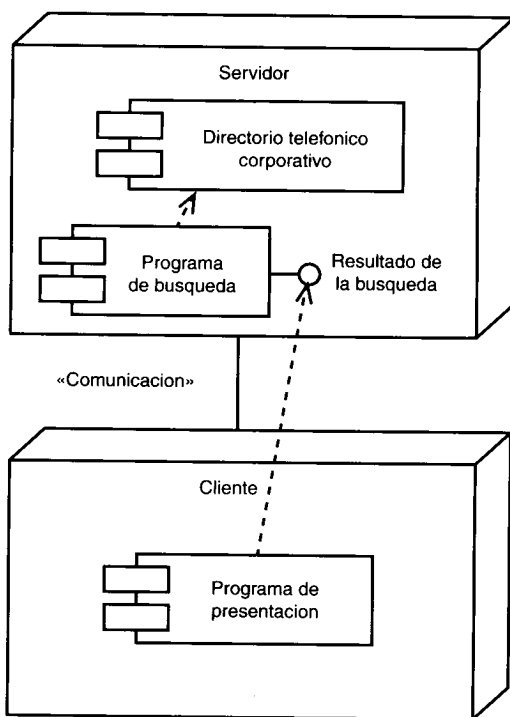 Servidor
Directorio telefonico
corporativo
Programa
de busqueda
Resultado de
la busqueda
«Comunicacion»
Cliente
Programa de
presentacion